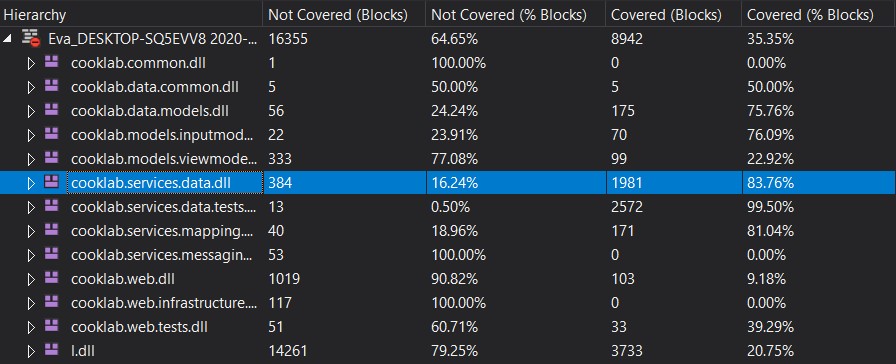 Hierarchy Not Covered (Blocks) Not Covered (% Blocks) Covered (Blocks) Covered (% Blocks)
Eva_DESKTOP-SQ5EVV8 2020-... 16355 64.65% 8942 35.35%
cooklab.common.dll 1 100.00% 0 0.00%
cooklab.data.common.dll 5 50.00% 5 50.00%
cooklab.data.models.dll 56 24.24% 175 75.76%
cooklab.models.inputmod... 22 23.91% 70 76.09%
cooklab.models.viewmode... 333 77.08% 99 22.92%
cooklab.services.data.dll 384 16.24% 1981 83.76%
cooklab.services.data.tests.... 13 0.50% 2572 99.50%
cooklab.services.mapping.... 40 18.96% 171 81.04%
cooklab.services.messagin... 53 100.00% 0 0.00%
cooklab.web.dll 1019 90.82% 103 9.18%
cooklab.web.infrastructure.... 117 100.00% 0 0.00%
cooklab.web.tests.dll 51 60.71% 33 39.29%
l.dll 14261 79.25% 3733 20.75%